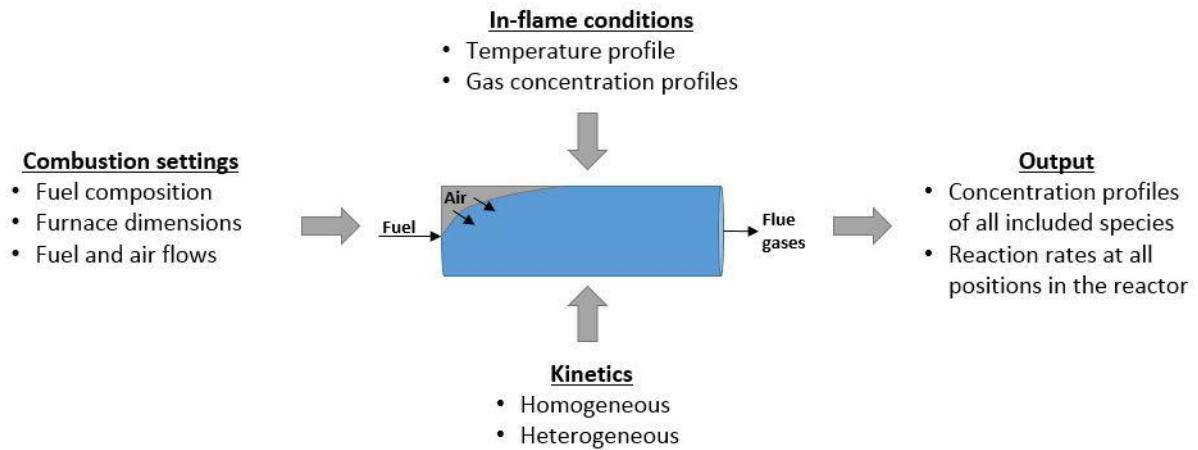 In-flame conditions
• Temperature profile
• Gas concentration profiles
Combustion settings
• Fuel composition
• Furnace dimensions
• Fuel and air flows
Air
Fuel
Flue
gases
Output
• Concentration profiles
of all included species
• Reaction rates at all
positions in the reactor
Kinetics
• Homogeneous
• Heterogeneous